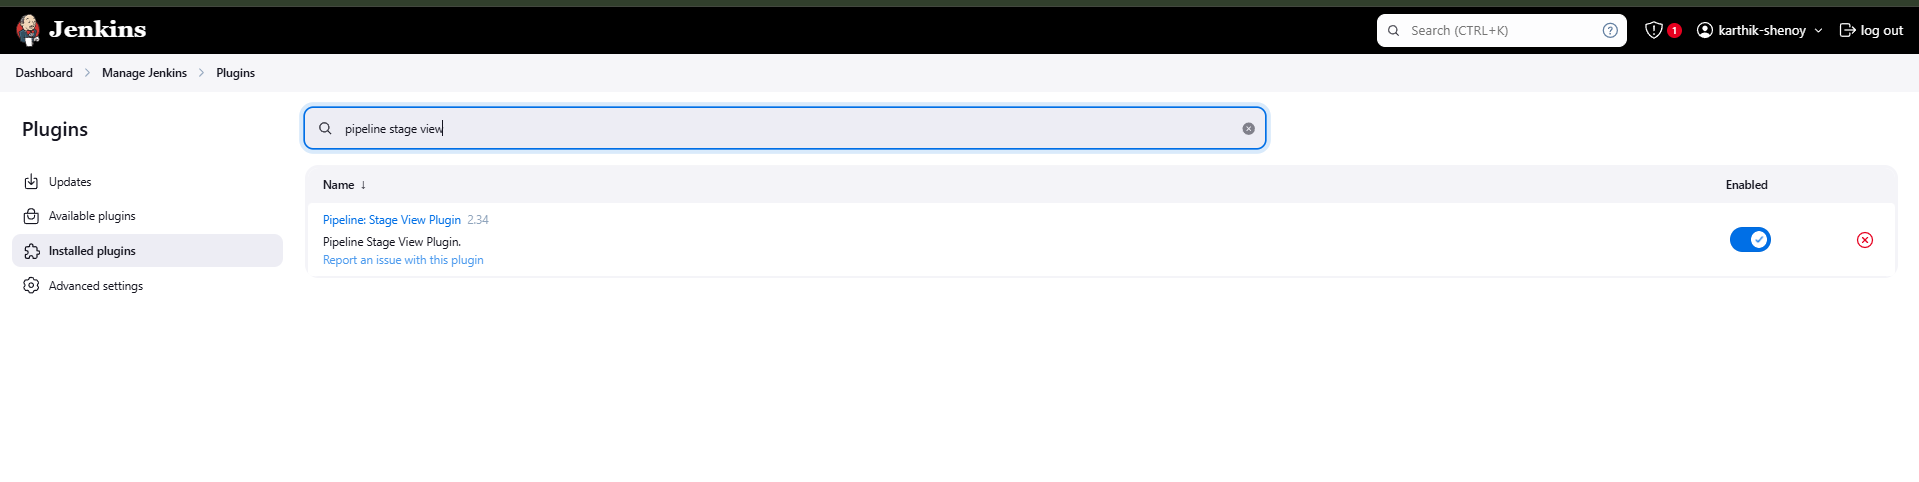 Jenkins
Search (CTRL+K)
?
1
karthik-shenoy
log out
Dashboard > Manage Jenkins > Plugins
Plugins
pipeline stage view
Updates
Available plugins
Installed plugins
Advanced settings
Name ↓
Enabled
Pipeline: Stage View Plugin 2.34
Pipeline Stage View Plugin.
Report an issue with this plugin